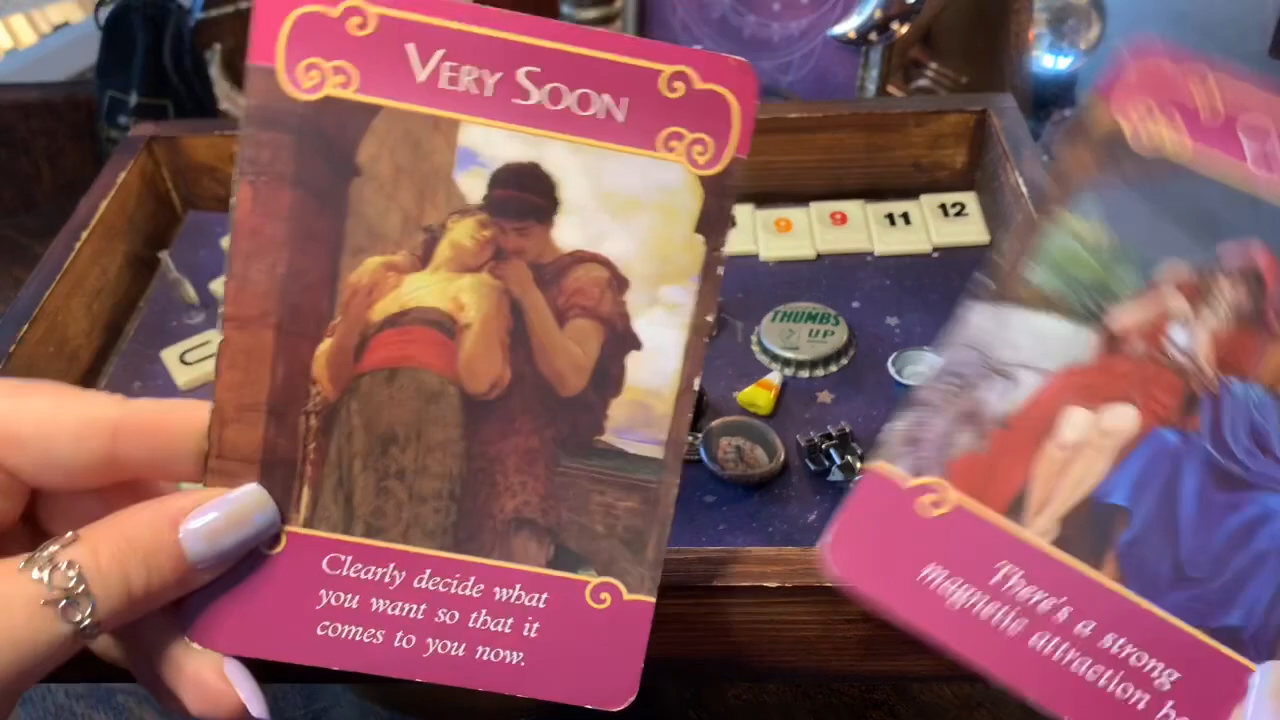 VERY SOON
9 9 11 12
THUMBS
UP
U
Clearly decide what
you want so that it
comes to you now.
There's a strong
magnetic attraction